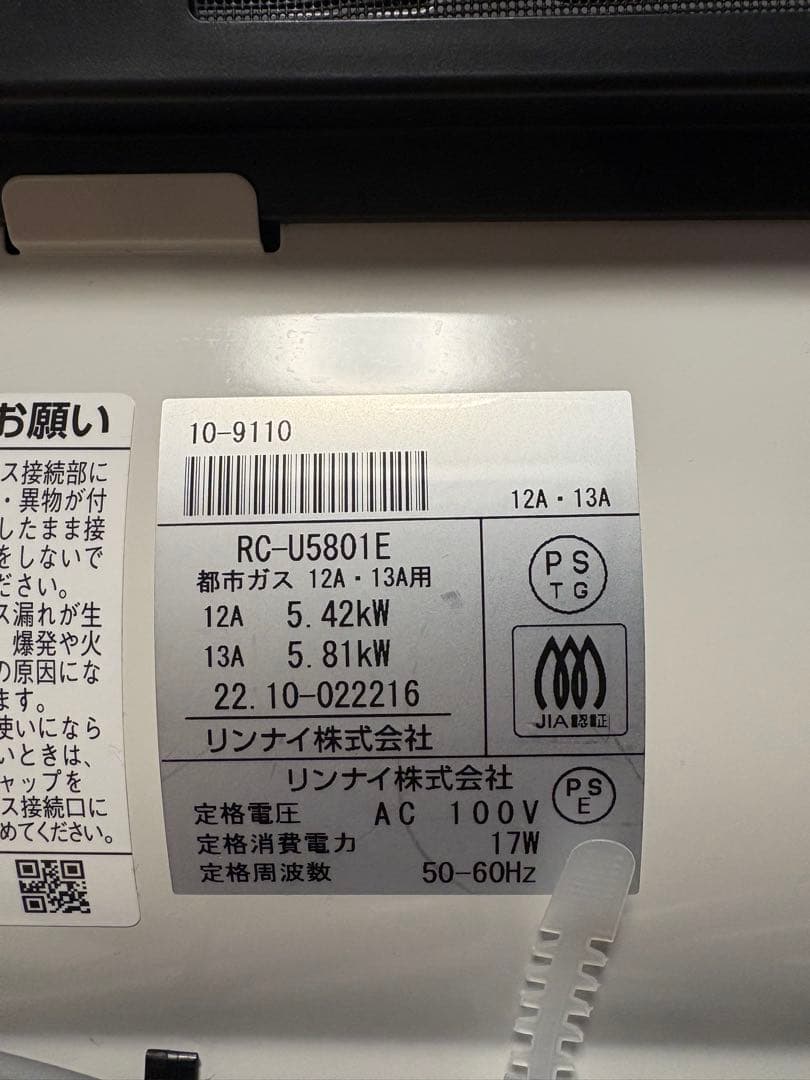 お願い
ス接続部に
・異物が付
したまま接
をしないで
ださい。
ス漏れが生
爆発や火
の原因にな
ます。
使いになら
いときは、
ャップを
ス接続口に
めてください。
10-9110
12A・13A
RC-U5801E
都市ガス 12A・13A用
12A 5.42kW
13A 5.81kW
22.10-022216
リンナイ株式会社
PS
TG
JIA認証
リンナイ株式会社
PS
E
定格電圧 AC 100V
定格消費電力 17W
定格周波数 50-60Hz